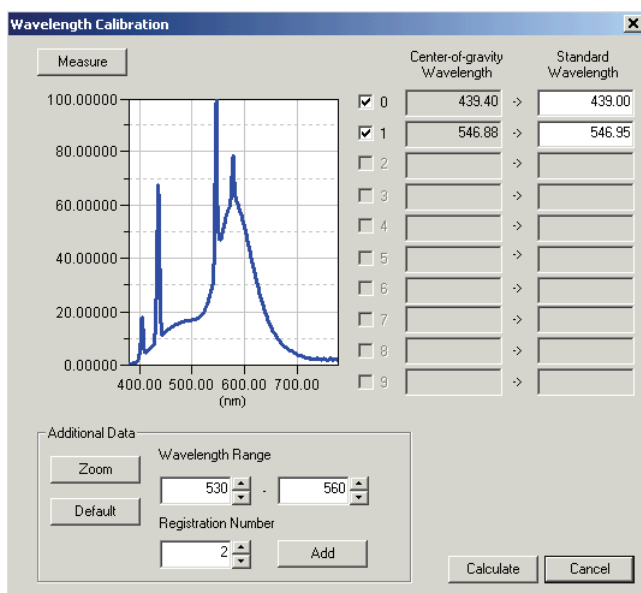 Wavelength Calibration
Measure
Center-of-gravity Wavelength
Standard Wavelength
100.00000
80.00000
60.00000
40.00000
20.00000
0.00000
400.00 500.00 600.00 700.00
(nm)
0 439.40 -> 439.00
1 546.88 -> 546.95
2 ->
3 ->
4 ->
5 ->
6 ->
7 ->
8 ->
9 ->
Additional Data
Zoom
Default
Wavelength Range
530 - 560
Registration Number
2 Add
Calculate Cancel